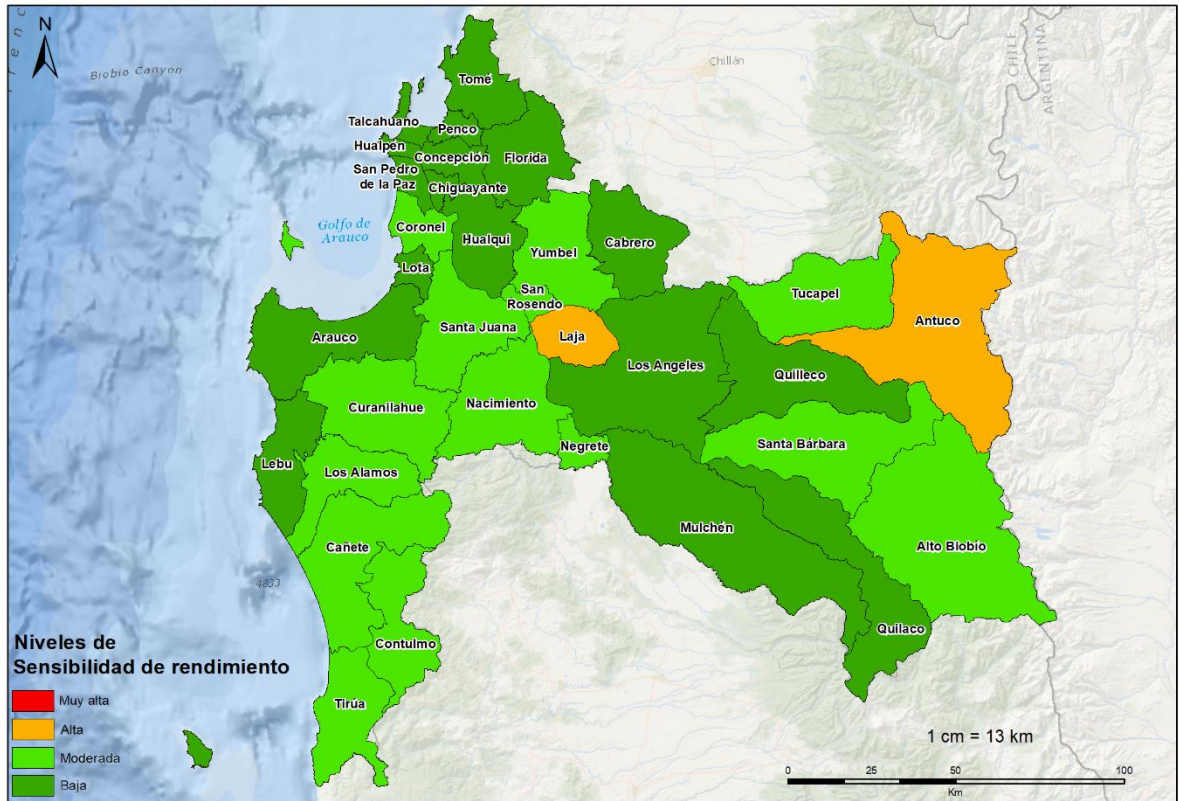 r e n c
N
Biobio Canyon
Chillán
CHILE
ARGENTINA
Tomé
Talcahuano
Penco
Hualpén
Concepción
Florida
San Pedro
de la Paz
Chiguayante
Golfo de
Arauco
Coronel
Hualqui
Yumbel
Cabrero
Lota
San
Rosendo
Tucapel
Antuco
Santa Juana
Laja
Arauco
Los Angeles
Quilleco
Curanilahue
Nacimiento
Negrete
Santa Bárbara
Lebu
Los Alamos
Mulchén
Cañete
Alto Biobío
4833
Quilaco
Contulmo
Tirúa
Niveles de
Sensibilidad de rendimiento
Muy alta
Alta
Moderada
Baja
1 cm = 13 km
0 25 50 100
Km